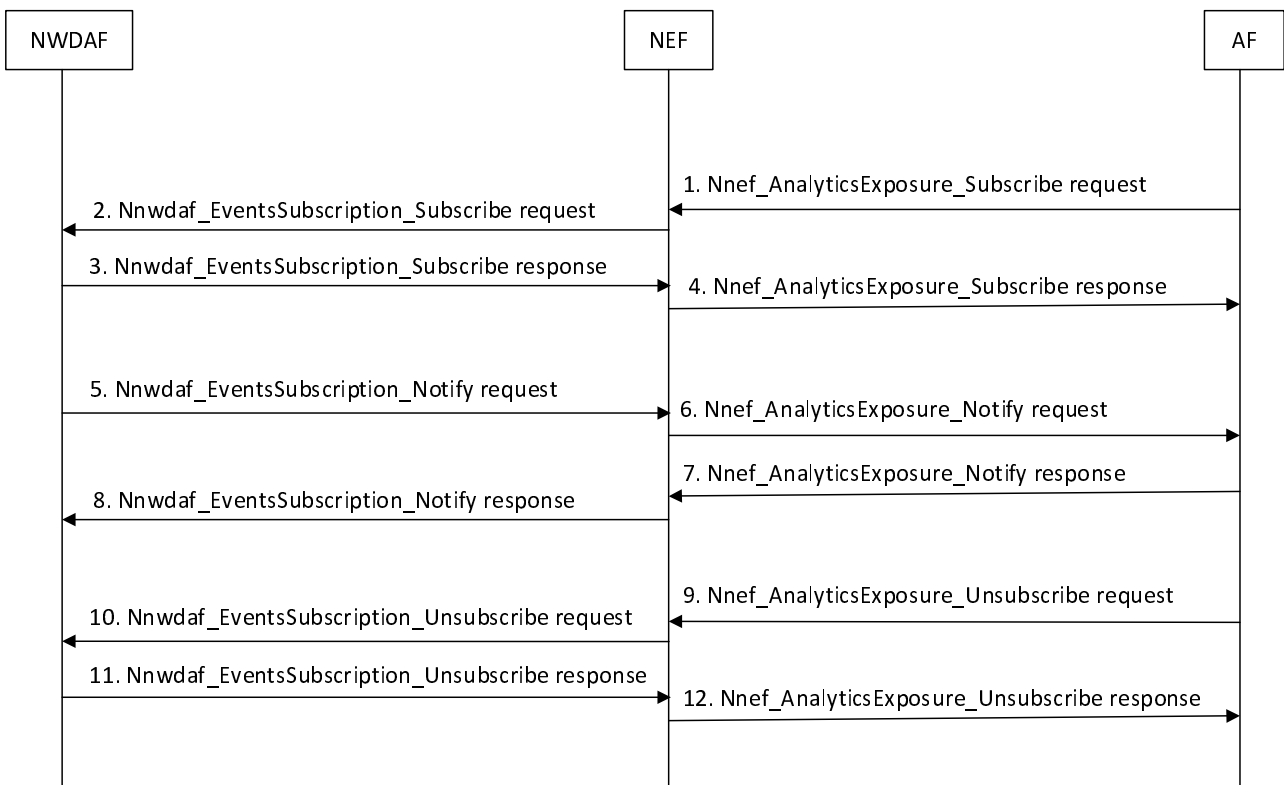 NWDAF
NEF
AF
1. Nnef_AnalyticsExposure_Subscribe request
2. Nnwdaf_EventsSubscription_Subscribe request
3. Nnwdaf_EventsSubscription_Subscribe response
4. Nnef_AnalyticsExposure_Subscribe response
5. Nnwdaf_EventsSubscription_Notify request
6. Nnef_AnalyticsExposure_Notify request
7. Nnef_AnalyticsExposure_Notify response
8. Nnwdaf_EventsSubscription_Notify response
9. Nnef_AnalyticsExposure_Unsubscribe request
10. Nnwdaf_EventsSubscription_Unsubscribe request
11. Nnwdaf_EventsSubscription_Unsubscribe response
12. Nnef_AnalyticsExposure_Unsubscribe response